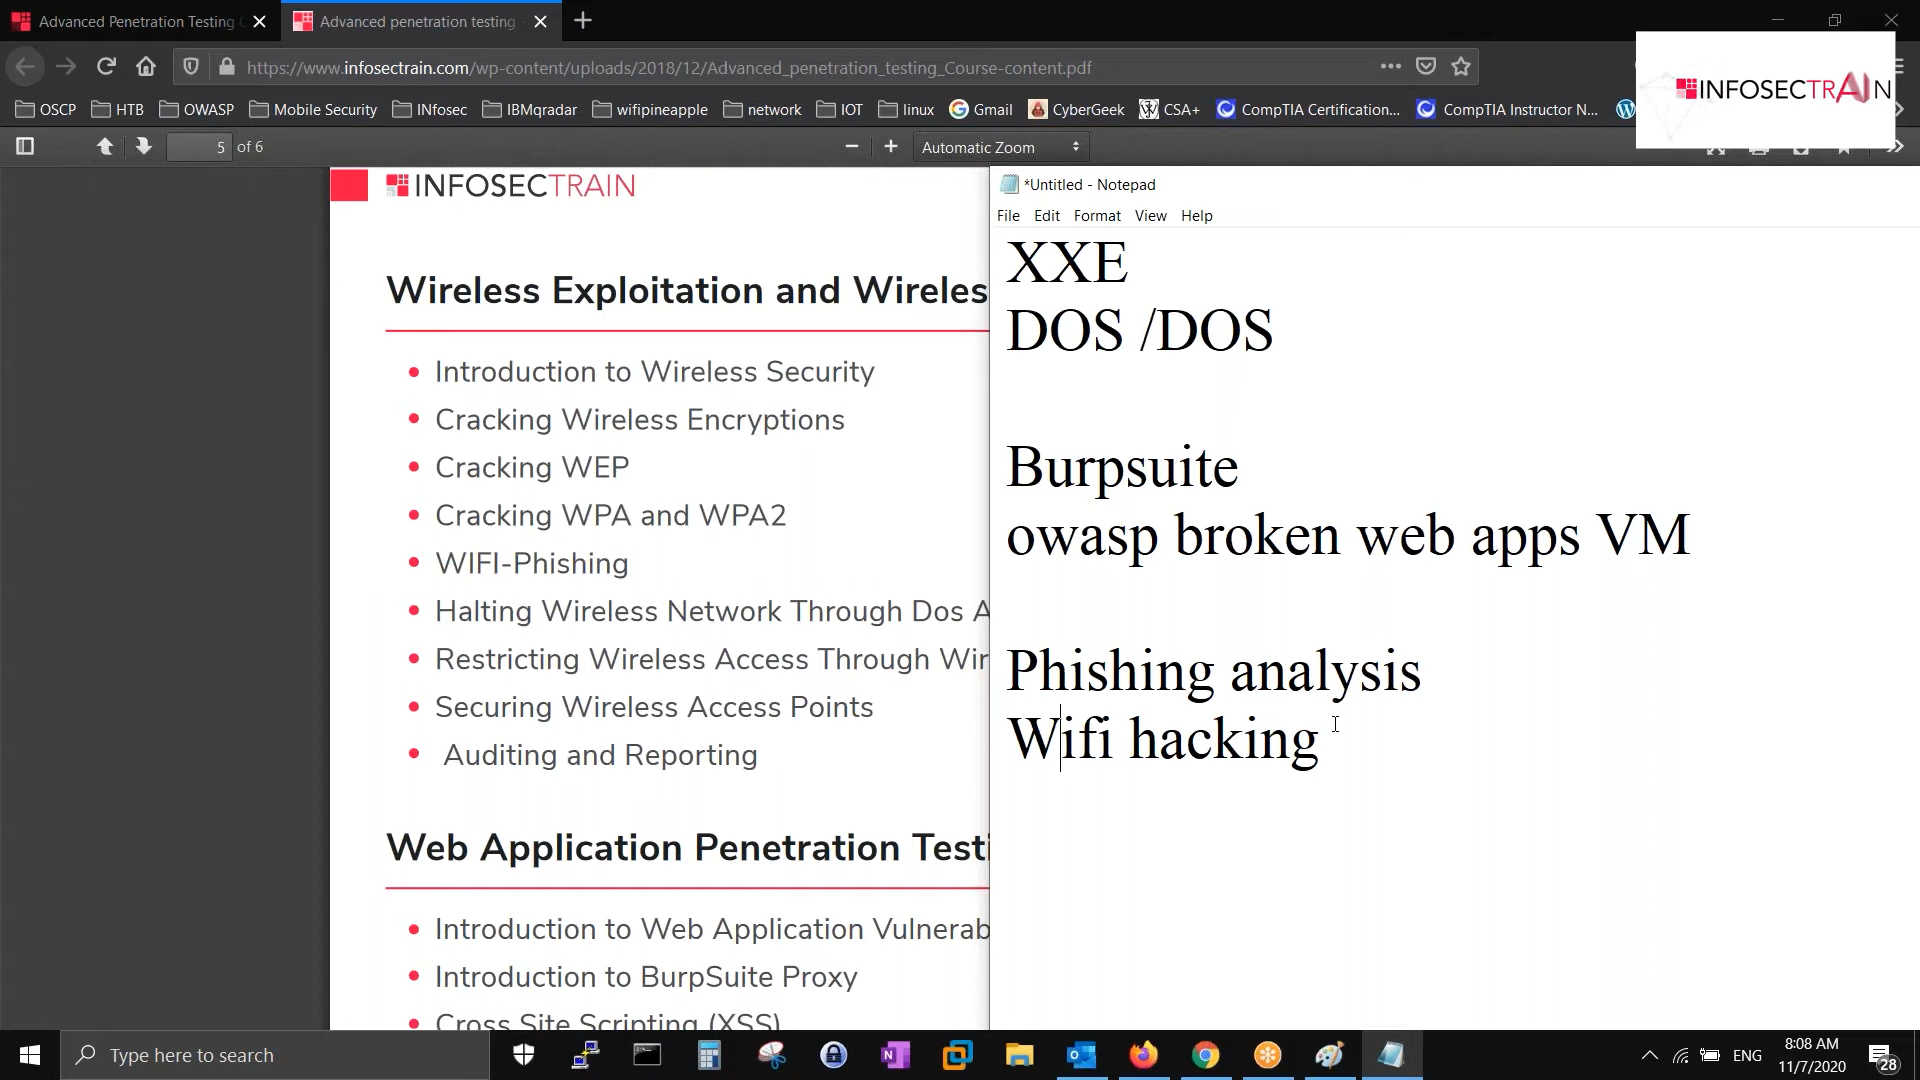 Advanced Penetration Testing
Advanced penetration testing
https://www.infosectrain.com/wp-content/uploads/2018/12/Advanced_penetration_testing_Course-content.pdf
INFOSECTRAIN
OSCP
HTB
OWASP
Mobile Security
INfosec
IBMqradar
wifipineapple
network
IOT
linux
Gmail
CyberGeek
CSA+
CompTIA Certification...
CompTIA Instructor N...
5 of 6
Automatic Zoom
INFOSECTRAIN
Wireless Exploitation and Wireles
Introduction to Wireless Security
Cracking Wireless Encryptions
Cracking WEP
Cracking WPA and WPA2
WIFI-Phishing
Halting Wireless Network Through Dos A
Restricting Wireless Access Through Wir
Securing Wireless Access Points
Auditing and Reporting
Web Application Penetration Testi
Introduction to Web Application Vulnerab
Introduction to BurpSuite Proxy
Cross Site Scripting (XSS)
*Untitled - Notepad
File Edit Format View Help
XXE
DOS /DOS
Burpsuite
owasp broken web apps VM
Phishing analysis
Wifi hacking
Type here to search
ENG
8:08 AM
11/7/2020
28